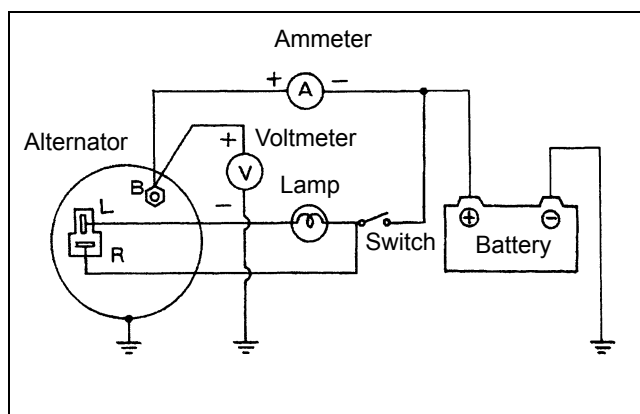 Ammeter
+ A −
Alternator
+ Voltmeter
B V
Lamp
L −
Switch
⊕ ⊖
R
Battery